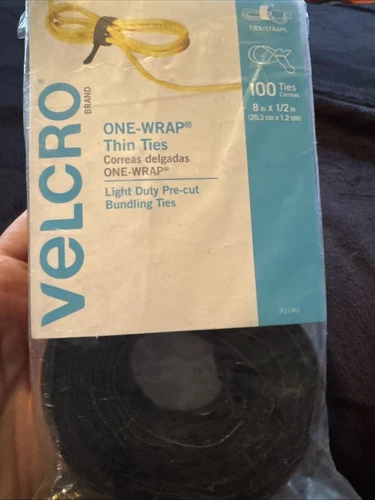 VELCRO®
BRAND
TIES/STRAPS
100 Ties
Correas
8 in x 1/2 in
(20.3 cm x 1.2 cm)
ONE-WRAP®
Thin Ties
Correas delgadas
ONE-WRAP®
Light Duty Pre-cut
Bundling Ties
91140